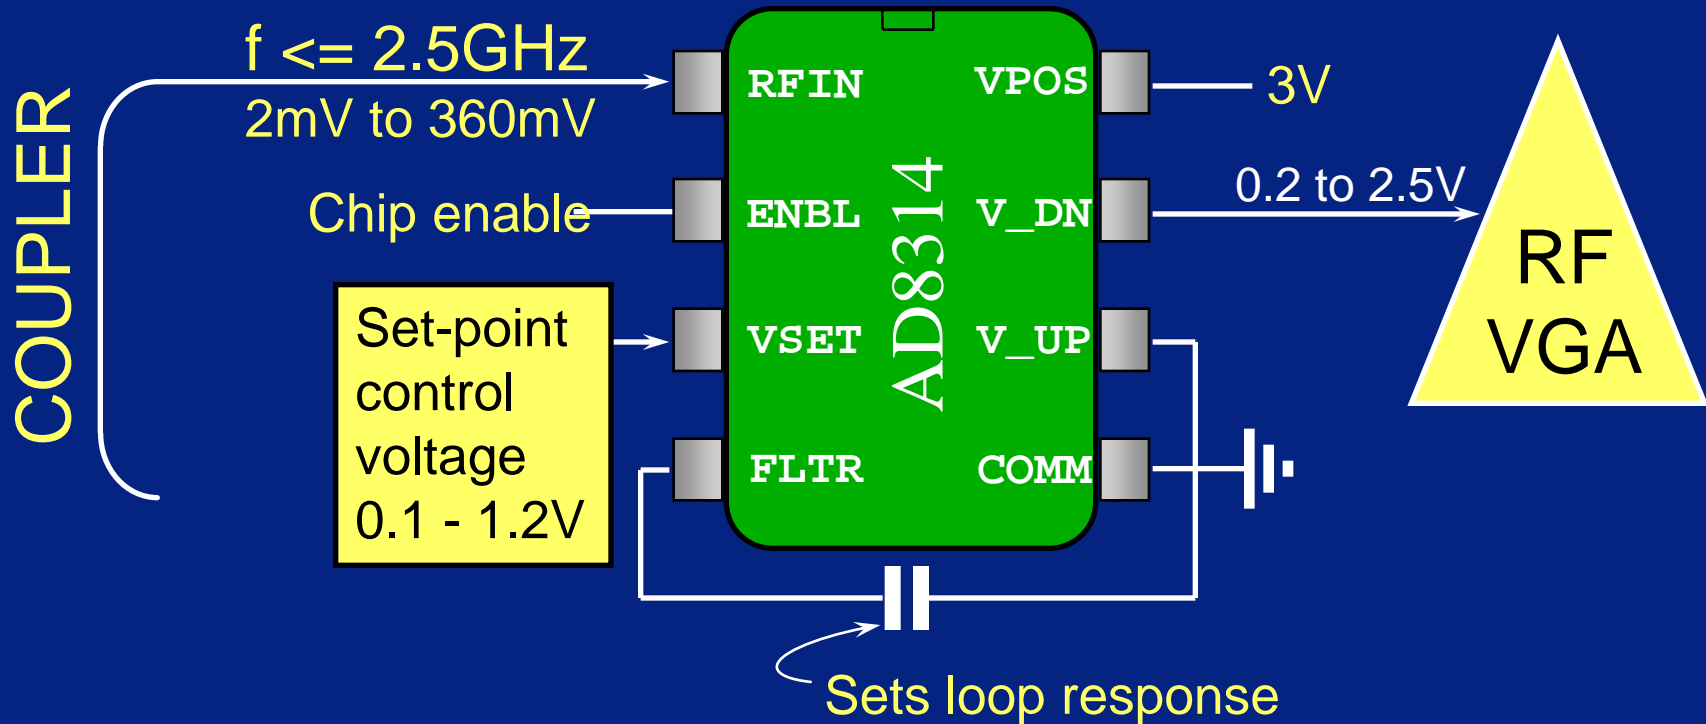 COUPLER
f <= 2.5GHz
2mV to 360mV
Chip enable
Set-point
control
voltage
0.1 - 1.2V
RFIN
ENBL
VSET
FLTR
AD8314
VPOS
V_DN
V_UP
COMM
3V
0.2 to 2.5V
RF
VGA
Sets loop response